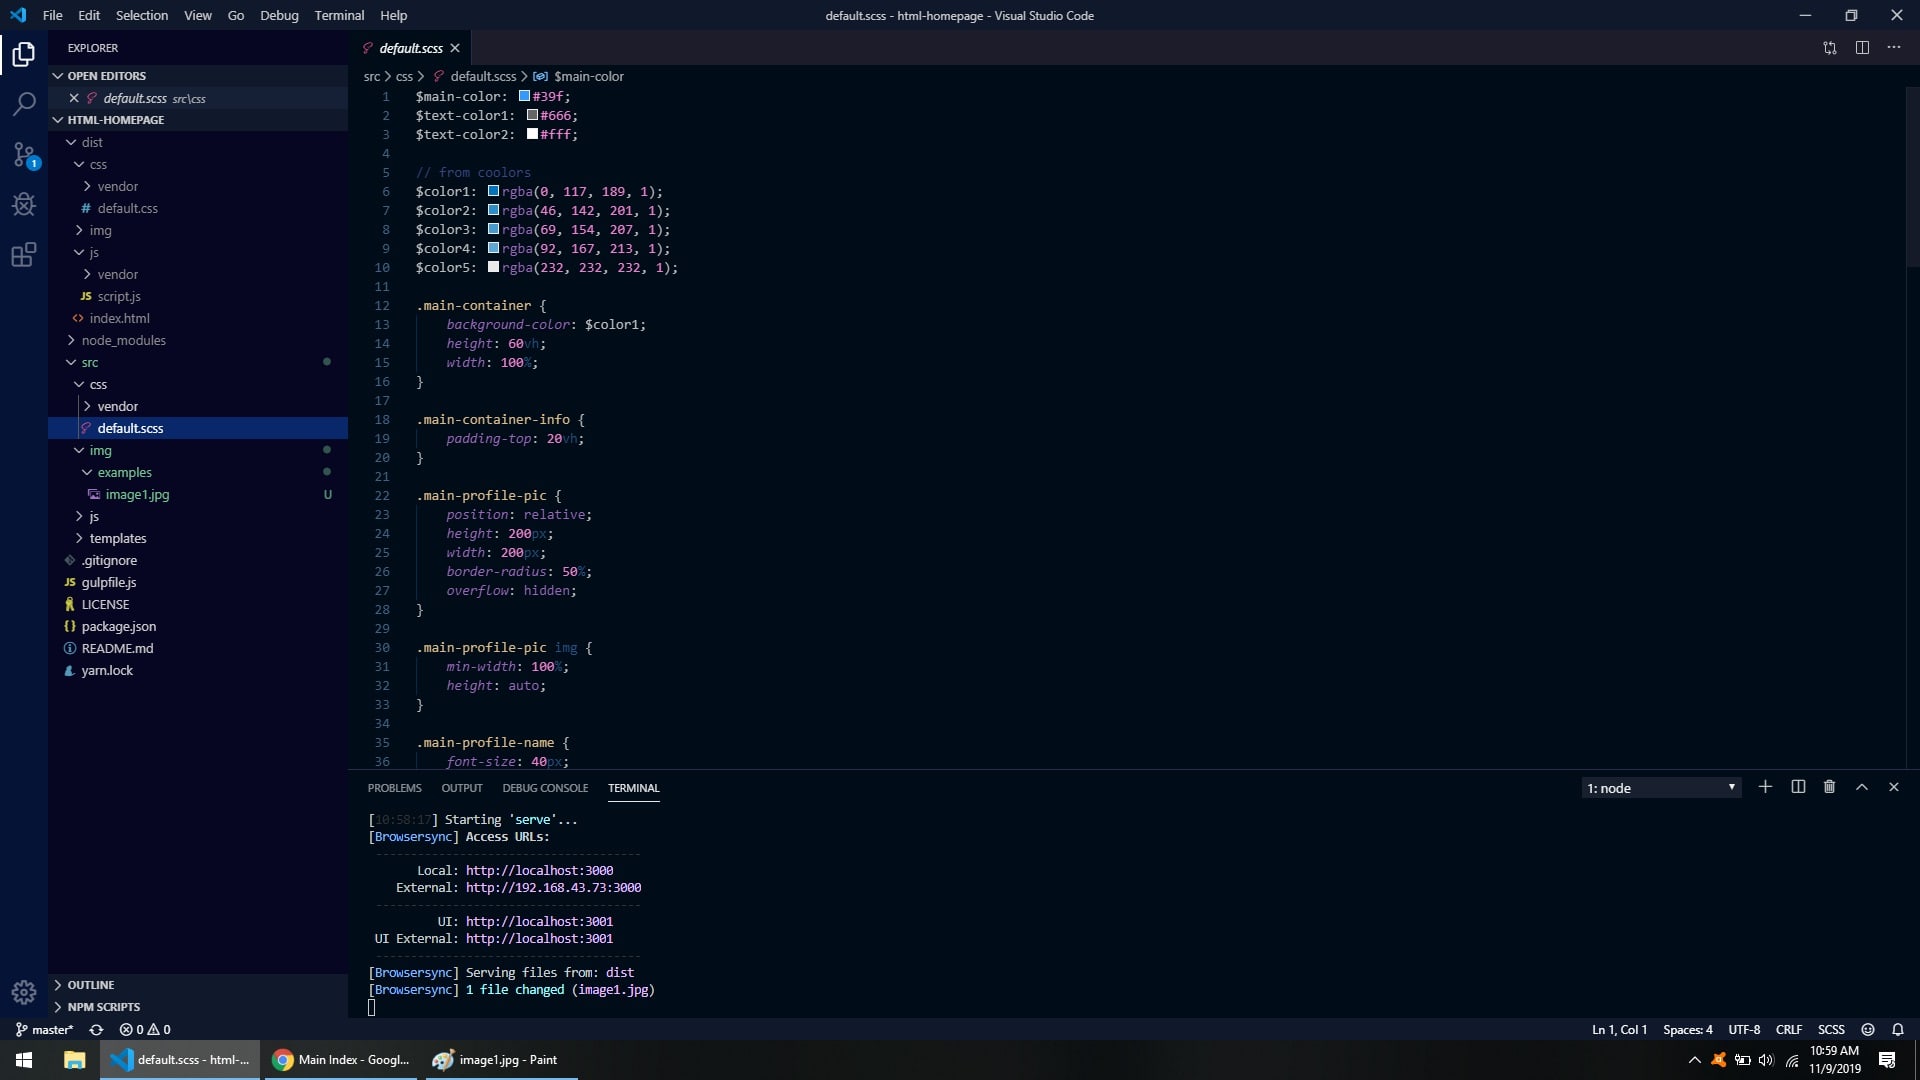 File Edit Selection View Go Debug Terminal Help
default.scss - html-homepage - Visual Studio Code
EXPLORER
OPEN EDITORS
default.scss src\css
HTML-HOMEPAGE
dist
css
vendor
# default.css
img
js
vendor
JS script.js
<> index.html
node_modules
src
css
vendor
default.scss
img
examples
image1.jpg U
js
templates
.gitignore
JS gulpfile.js
LICENSE
{} package.json
README.md
yarn.lock
OUTLINE
NPM SCRIPTS
1
default.scss
src > css > default.scss > $main-color
1 $main-color: #39f;
2 $text-color1: #666;
3 $text-color2: #fff;
4
5 // from coolors
6 $color1: rgba(0, 117, 189, 1);
7 $color2: rgba(46, 142, 201, 1);
8 $color3: rgba(69, 154, 207, 1);
9 $color4: rgba(92, 167, 213, 1);
10 $color5: rgba(232, 232, 232, 1);
11
12 .main-container {
13 background-color: $color1;
14 height: 60vh;
15 width: 100%;
16 }
17
18 .main-container-info {
19 padding-top: 20vh;
20 }
21
22 .main-profile-pic {
23 position: relative;
24 height: 200px;
25 width: 200px;
26 border-radius: 50%;
27 overflow: hidden;
28 }
29
30 .main-profile-pic img {
31 min-width: 100%;
32 height: auto;
33 }
34
35 .main-profile-name {
36 font-size: 40px;
PROBLEMS OUTPUT DEBUG CONSOLE TERMINAL
1: node
[10:58:17] Starting 'serve'...
[Browsersync] Access URLs:
--------------------------------------
Local: http://localhost:3000
External: http://192.168.43.73:3000
--------------------------------------
UI: http://localhost:3001
UI External: http://localhost:3001
--------------------------------------
[Browsersync] Serving files from: dist
[Browsersync] 1 file changed (image1.jpg)
master* 0 0
Ln 1, Col 1 Spaces: 4 UTF-8 CRLF SCSS
default.scss - html-...
Main Index - Googl...
image1.jpg - Paint
10:59 AM
11/9/2019